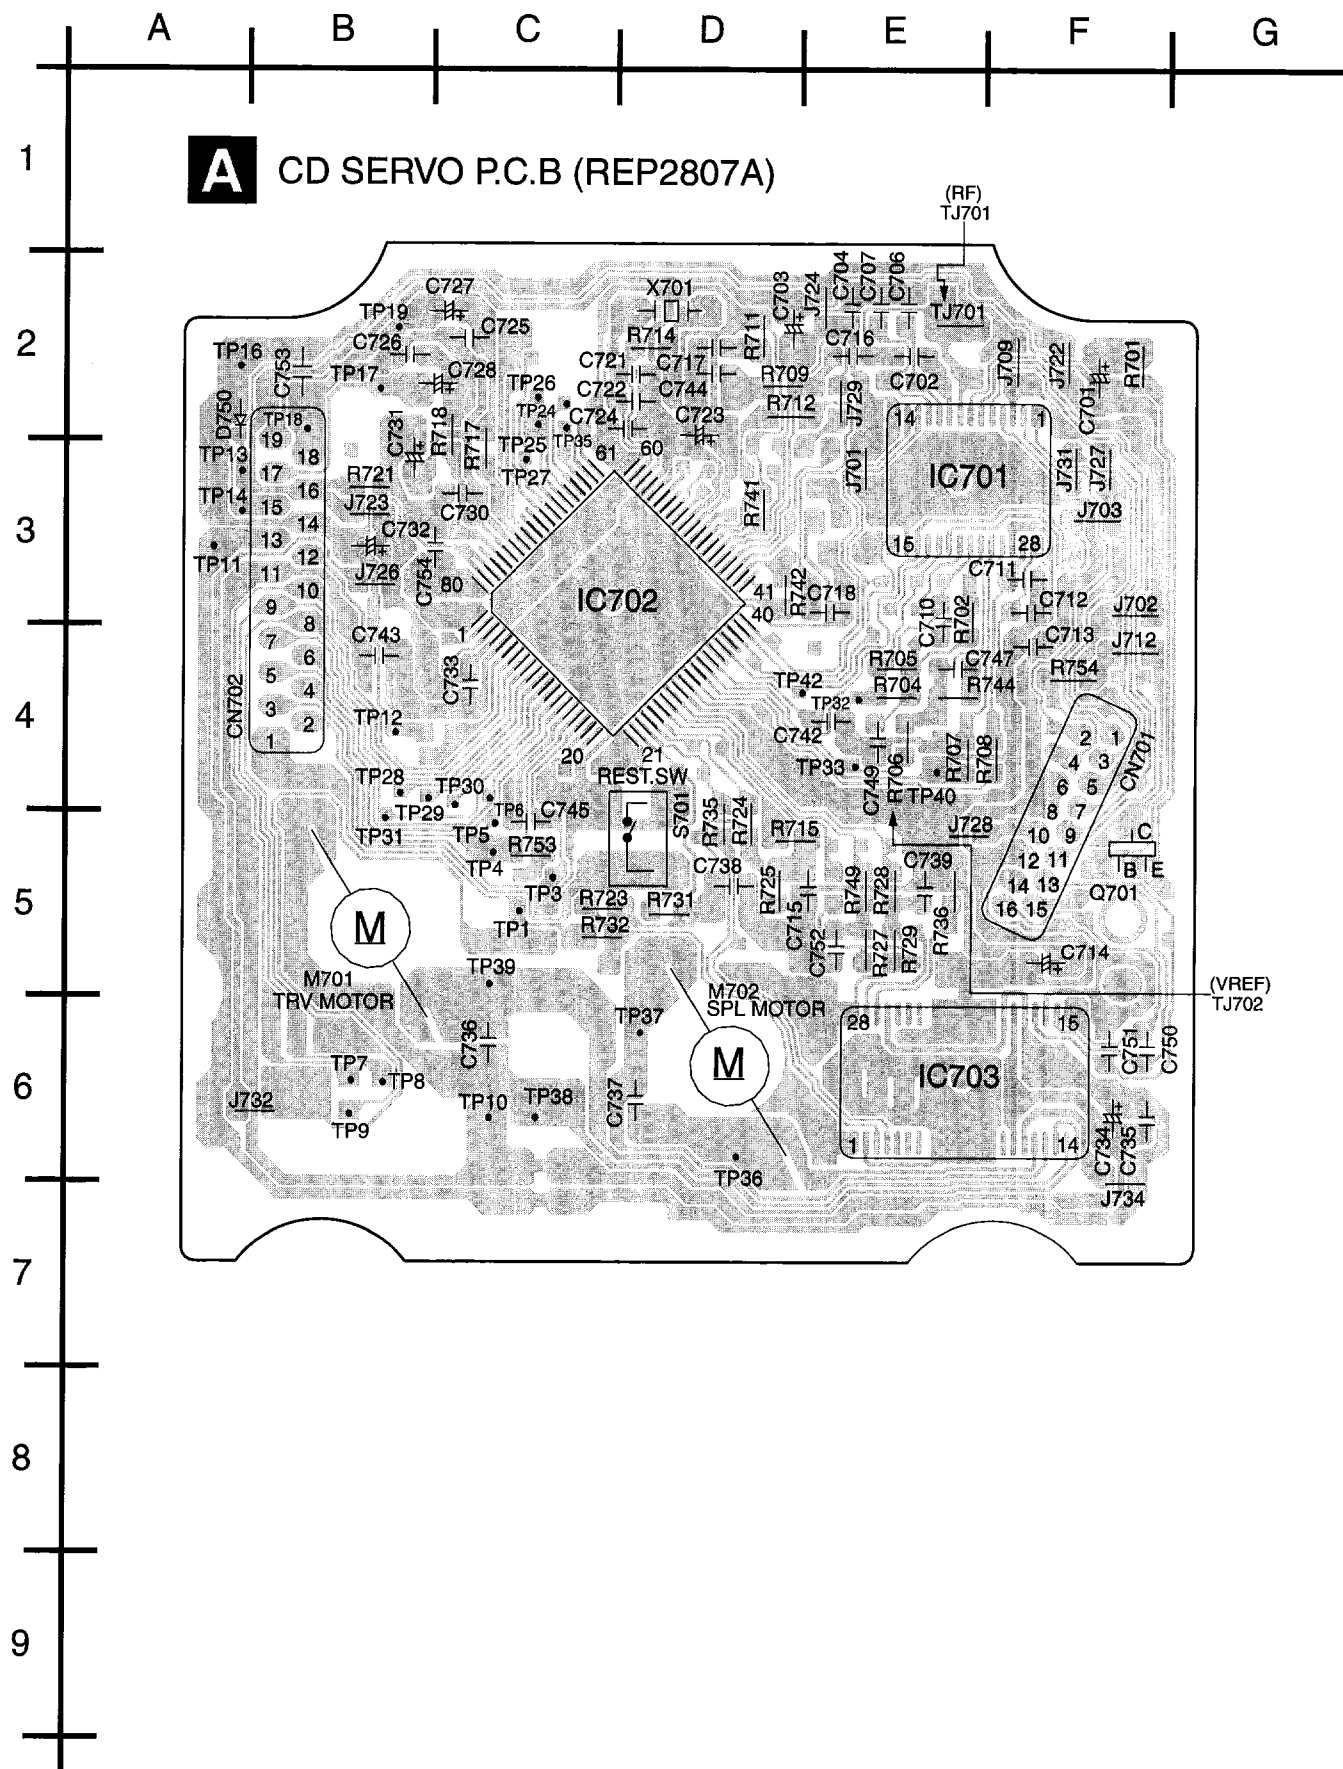 A B C D E F G
1
A CD SERVO P.C.B (REP2807A)
(RF)
TJ701
C727 X701 C703 J724 C704 C707 C706
TP19 TJ701
2
C725 R714 R711
TP16 C753 C726 C721 C717 C716 J709 J722 R701
TP17 C728 TP26 C722 C744 R709 C702 C701
D750 TP18 TP24 C724 R712 J729 14 1
19 C731 R718 R717 TP25 TP35 C723
TP13 18 61 60
17 R721 TP27 J701 IC701 J731 J727
TP14 16 J723 C730 R741 J703
15
3
14 C732
13 15 28
TP11 12 J726 C754 C711
11 80 41 R742 C718
10 IC702 C712 J702
9 40 C710 R702
8 1 C713 J712
7 C743
6 R705 C747 R754
5 C733 TP42 R704 R744
CN702 4 TP32
3 TP12
4
2 C742 2 1
1 20 21 R707 R708 4 3 CN701
TP28 REST.SW TP33 C749 R706
TP30 TP40 6 5
TP29 TP6 C745 S701 R735 R724 8 7
TP31 TP5 R715 J728 10 9 C
R753 C738 C739 12 11
TP4 B E
TP3 R725 R749 R728 14 13 Q701
5
R723 R731 16 15
TP1 R732 C715 R736
M C752 R727 R729 C714
TP39
M701 M702 (VREF)
TRV MOTOR SPL MOTOR TJ702
TP37 28 15
C736 C751 C750
TP7 M IC703
6
TP8
J732 TP10 TP38 C737
TP9 1 14 C734 C735
TP36
J734
7
8
9